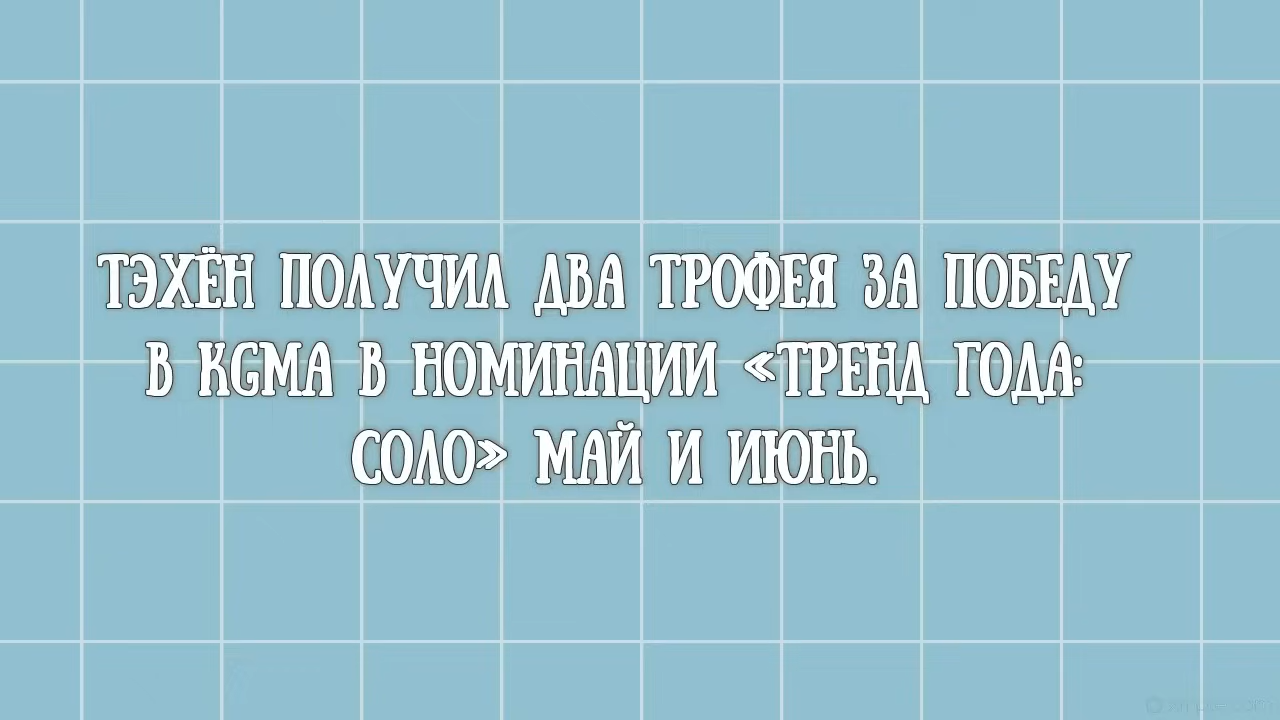 ТЭХЁН ПОЛУЧИЛ ДВА ТРОФЕЯ ЗА ПОБЕДУ
В KGMA В НОМИНАЦИИ «ТРЕНД ГОДА:
СОЛО» МАЙ И ИЮНЬ.